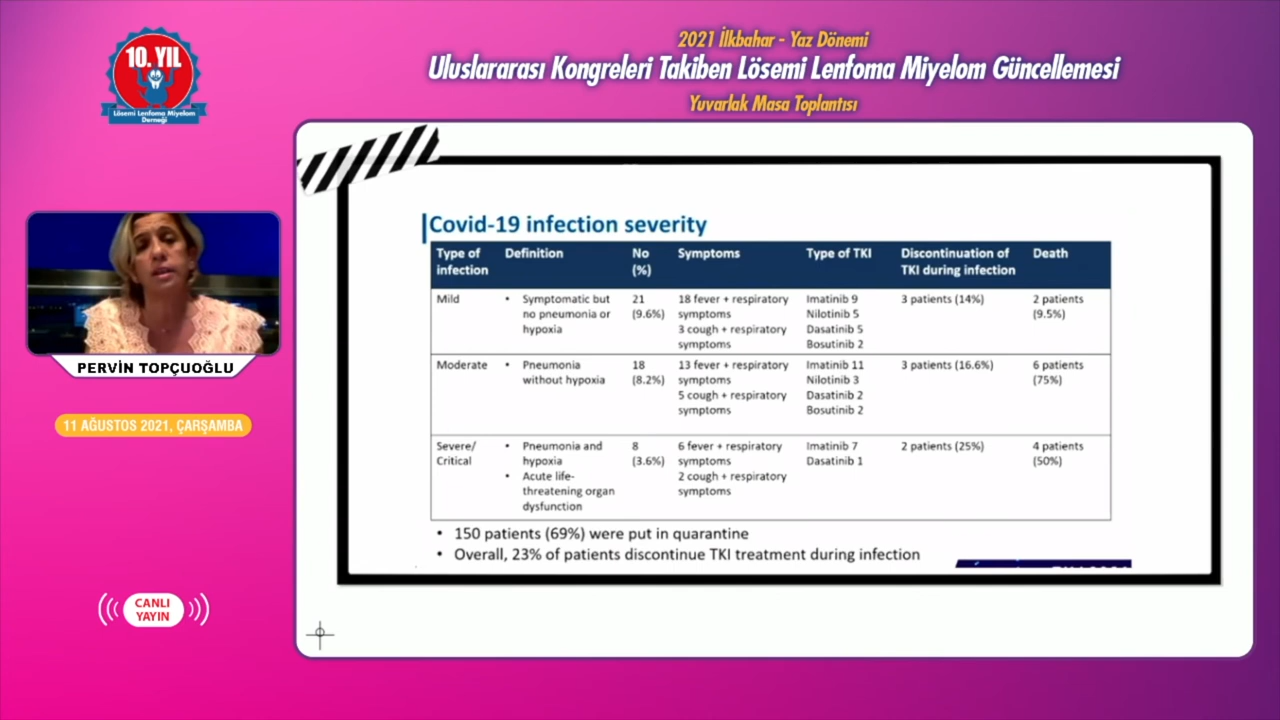 10. YIL
Lösemi Lenfoma Miyelom
Derneği
2021 İlkbahar - Yaz Dönemi
Uluslararası Kongreleri Takiben Lösemi Lenfoma Miyelom Güncellemesi
Yuvarlak Masa Toplantısı
PERVİN TOPÇUOĞLU
11 AĞUSTOS 2021, ÇARŞAMBA
CANLI
YAYIN
Covid-19 infection severity
Type of infection Definition No (%) Symptoms Type of TKI Discontinuation of TKI during infection Death
Mild • Symptomatic but no pneumonia or hypoxia 21 (9.6%) 18 fever + respiratory symptoms 3 cough + respiratory symptoms Imatinib 9 Nilotinib 5 Dasatinib 5 Bosutinib 2 3 patients (14%) 2 patients (9.5%)
Moderate • Pneumonia without hypoxia 18 (8.2%) 13 fever + respiratory symptoms 5 cough + respiratory symptoms Imatinib 11 Nilotinib 3 Dasatinib 2 Bosutinib 2 3 patients (16.6%) 6 patients (75%)
Severe/ Critical • Pneumonia and hypoxia • Acute life-threatening organ dysfunction 8 (3.6%) 6 fever + respiratory symptoms 2 cough + respiratory symptoms Imatinib 7 Dasatinib 1 2 patients (25%) 4 patients (50%)
• 150 patients (69%) were put in quarantine
• Overall, 23% of patients discontinue TKI treatment during infection